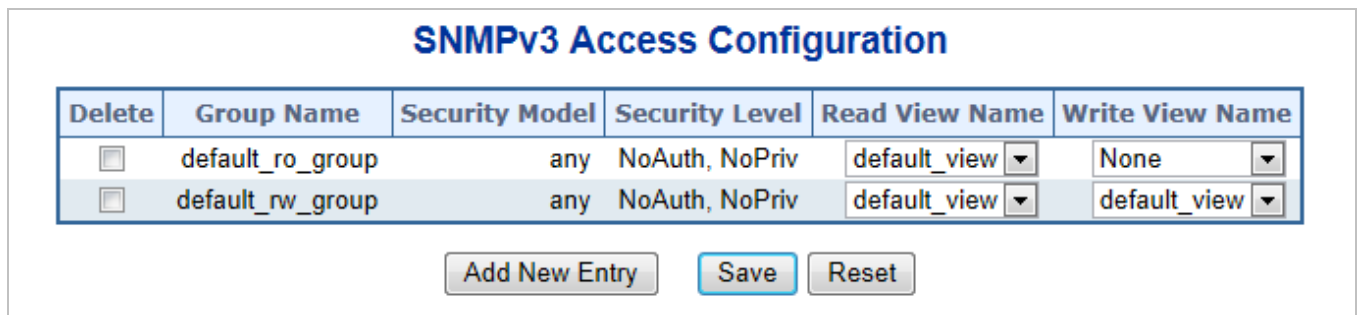 SNMPv3 Access Configuration
Delete Group Name Security Model Security Level Read View Name Write View Name
default_ro_group any NoAuth, NoPriv default_view None
default_rw_group any NoAuth, NoPriv default_view default_view
Add New Entry Save Reset